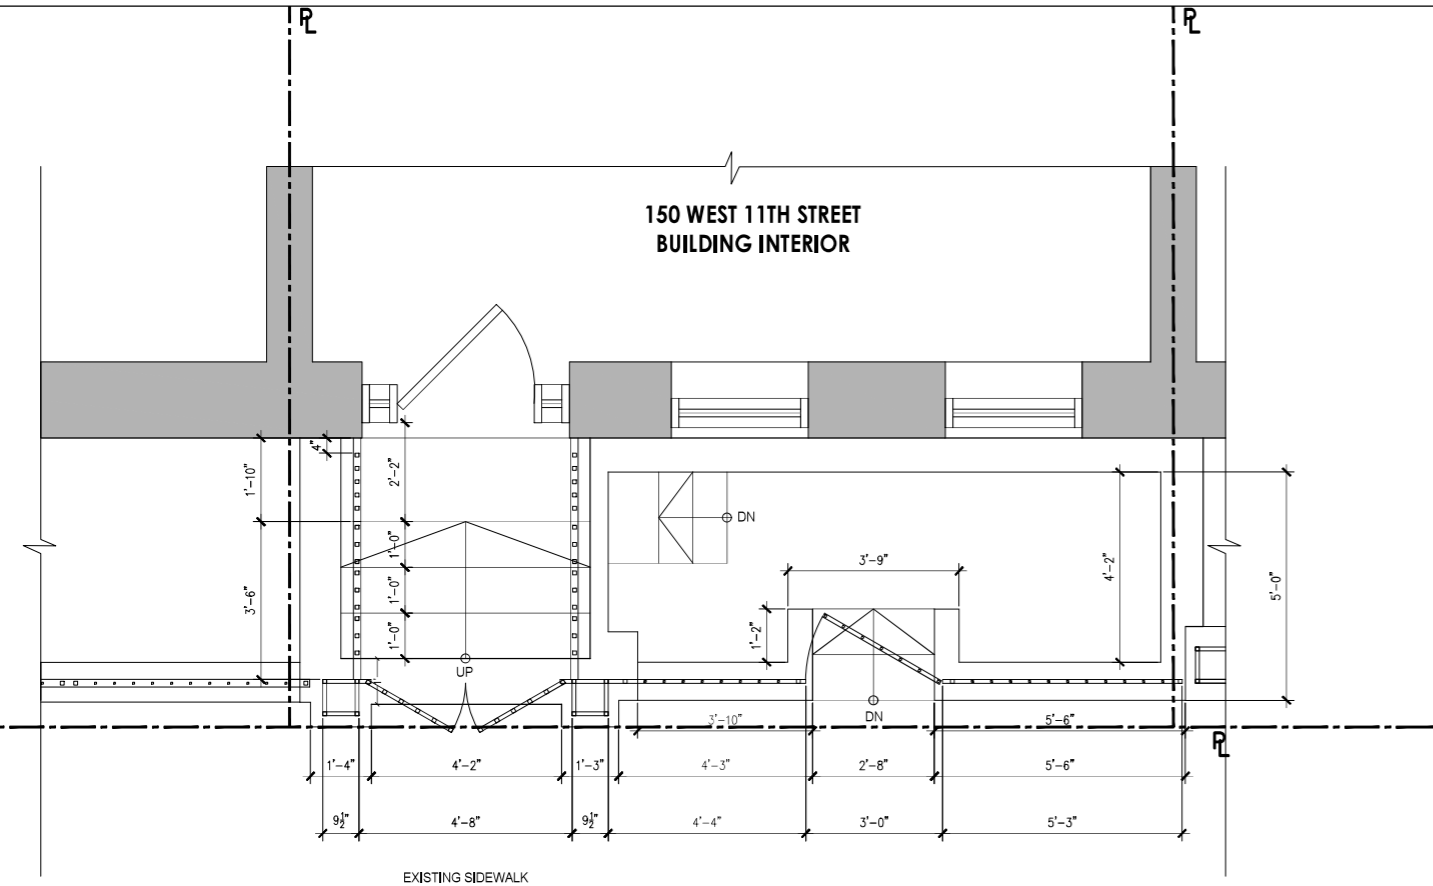 PL
PL
150 WEST 11TH STREET
BUILDING INTERIOR
4"
1'-10"
2'-2"
DN
1'-0"
3'-9"
4'-2"
5'-0"
1'-0"
3'-6"
1'-0"
1'-2"
UP
DN
3'-10"
5'-6"
PL
1'-4"
4'-2"
1'-3"
4'-3"
2'-8"
5'-6"
9½"
4'-8"
9½"
4'-4"
3'-0"
5'-3"
EXISTING SIDEWALK